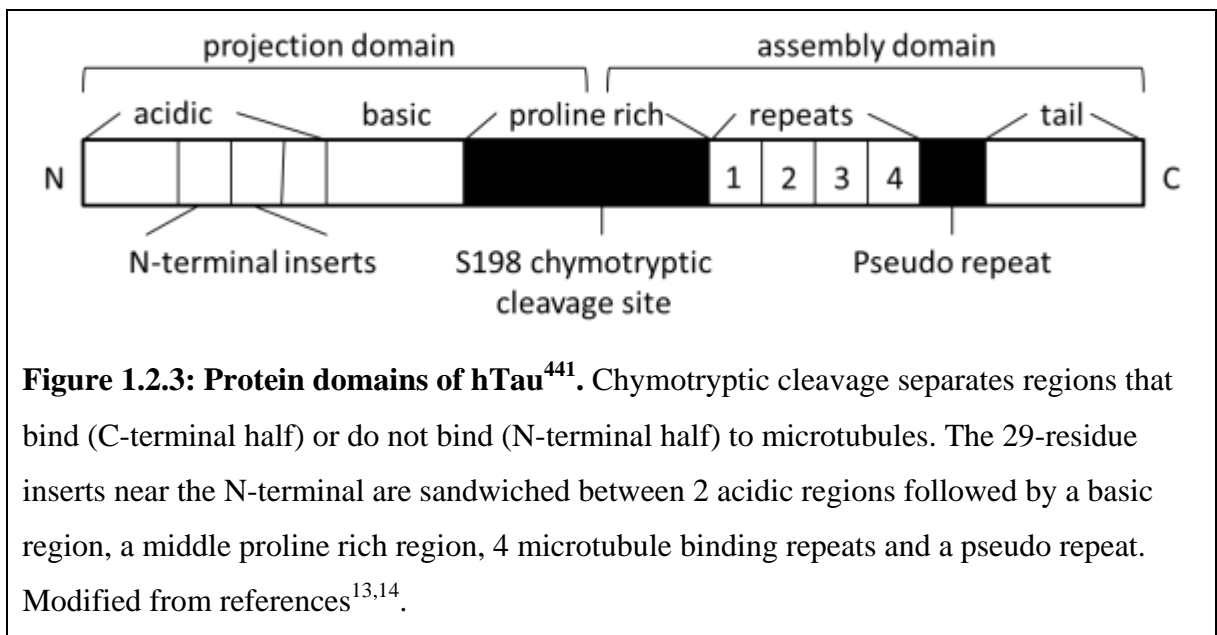 projection domain assembly domain
acidic basic proline rich repeats tail
N 1 2 3 4 C
N-terminal inserts S198 chymotryptic Pseudo repeat
cleavage site
Figure 1.2.3: Protein domains of hTau⁴⁴¹. Chymotryptic cleavage separates regions that
bind (C-terminal half) or do not bind (N-terminal half) to microtubules. The 29-residue
inserts near the N-terminal are sandwiched between 2 acidic regions followed by a basic
region, a middle proline rich region, 4 microtubule binding repeats and a pseudo repeat.
Modified from references¹³,¹⁴.